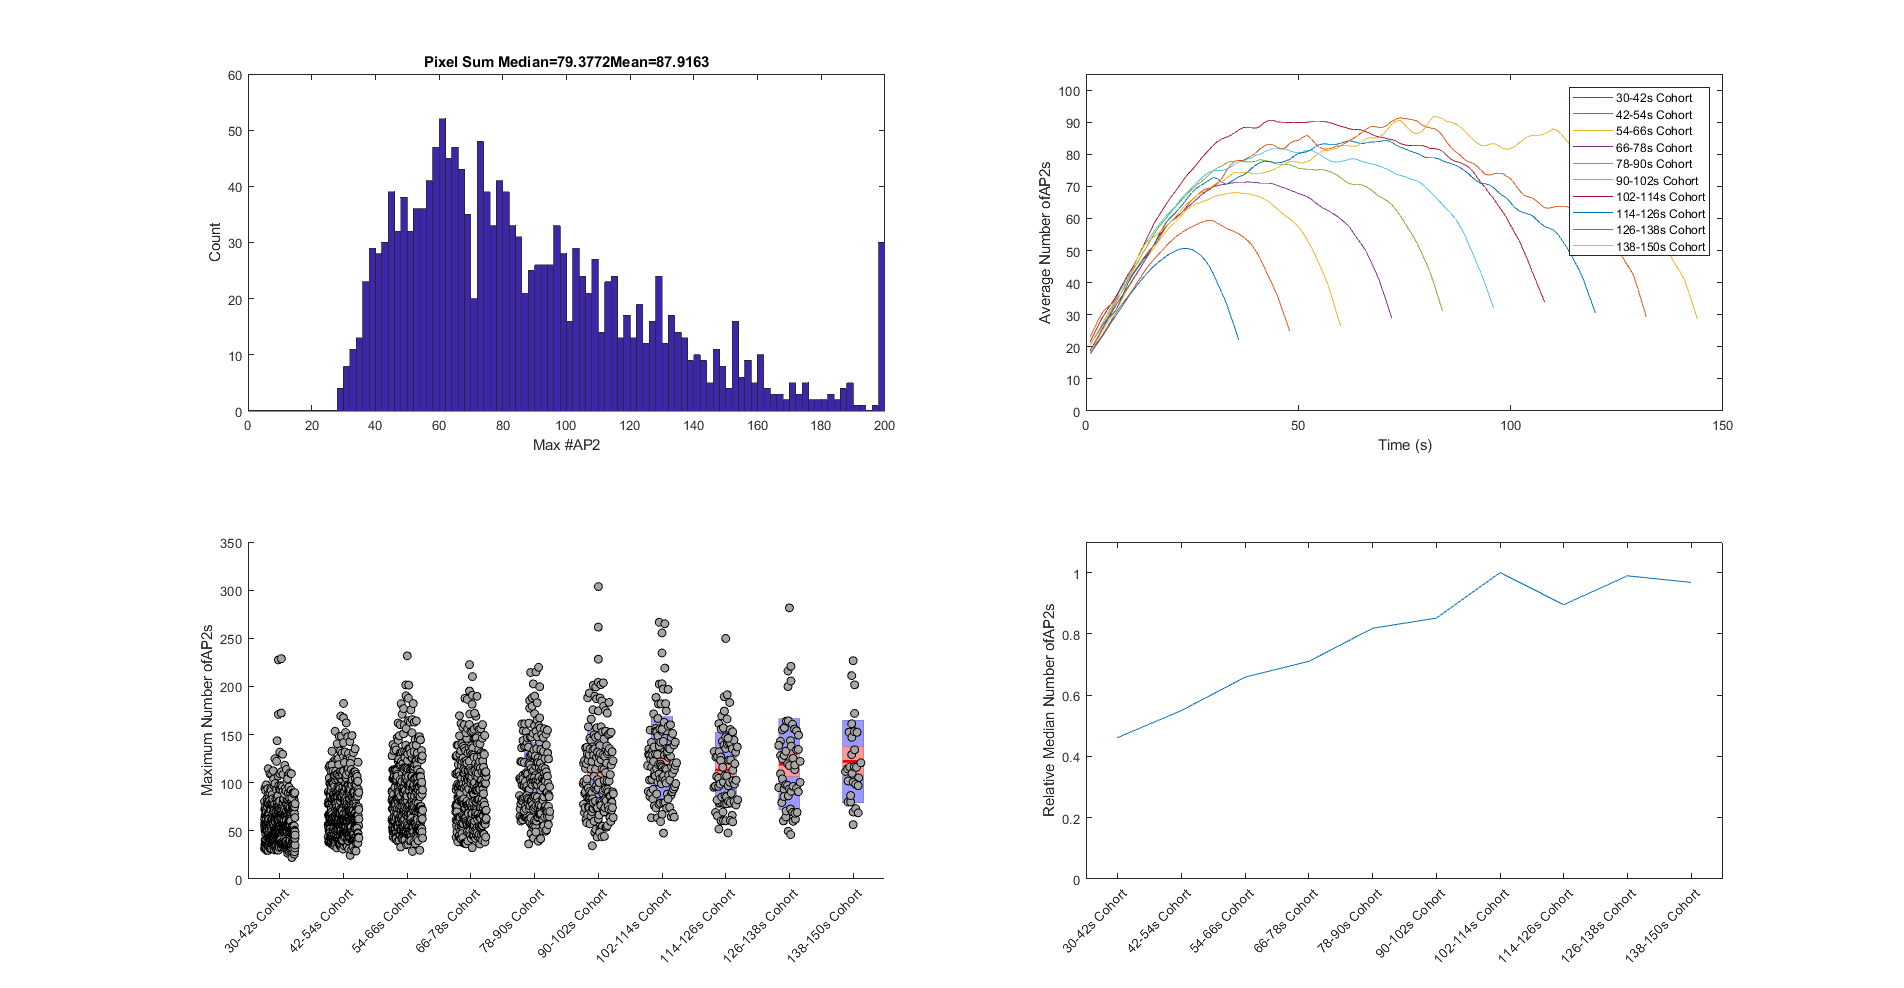 Pixel Sum Median=79.3772Mean=87.9163
60
50
40
30
20
10
0
Count
0 20 40 60 80 100 120 140 160 180 200
Max #AP2
100
90
80
70
60
50
40
30
20
10
0
Average Number ofAP2s
0 50 100 150
Time (s)
30-42s Cohort
42-54s Cohort
54-66s Cohort
66-78s Cohort
78-90s Cohort
90-102s Cohort
102-114s Cohort
114-126s Cohort
126-138s Cohort
138-150s Cohort
350
300
250
200
150
100
50
0
Maximum Number ofAP2s
30-42s Cohort
42-54s Cohort
54-66s Cohort
66-78s Cohort
78-90s Cohort
90-102s Cohort
102-114s Cohort
114-126s Cohort
126-138s Cohort
138-150s Cohort
1
0.8
0.6
0.4
0.2
0
Relative Median Number ofAP2s
30-42s Cohort
42-54s Cohort
54-66s Cohort
66-78s Cohort
78-90s Cohort
90-102s Cohort
102-114s Cohort
114-126s Cohort
126-138s Cohort
138-150s Cohort